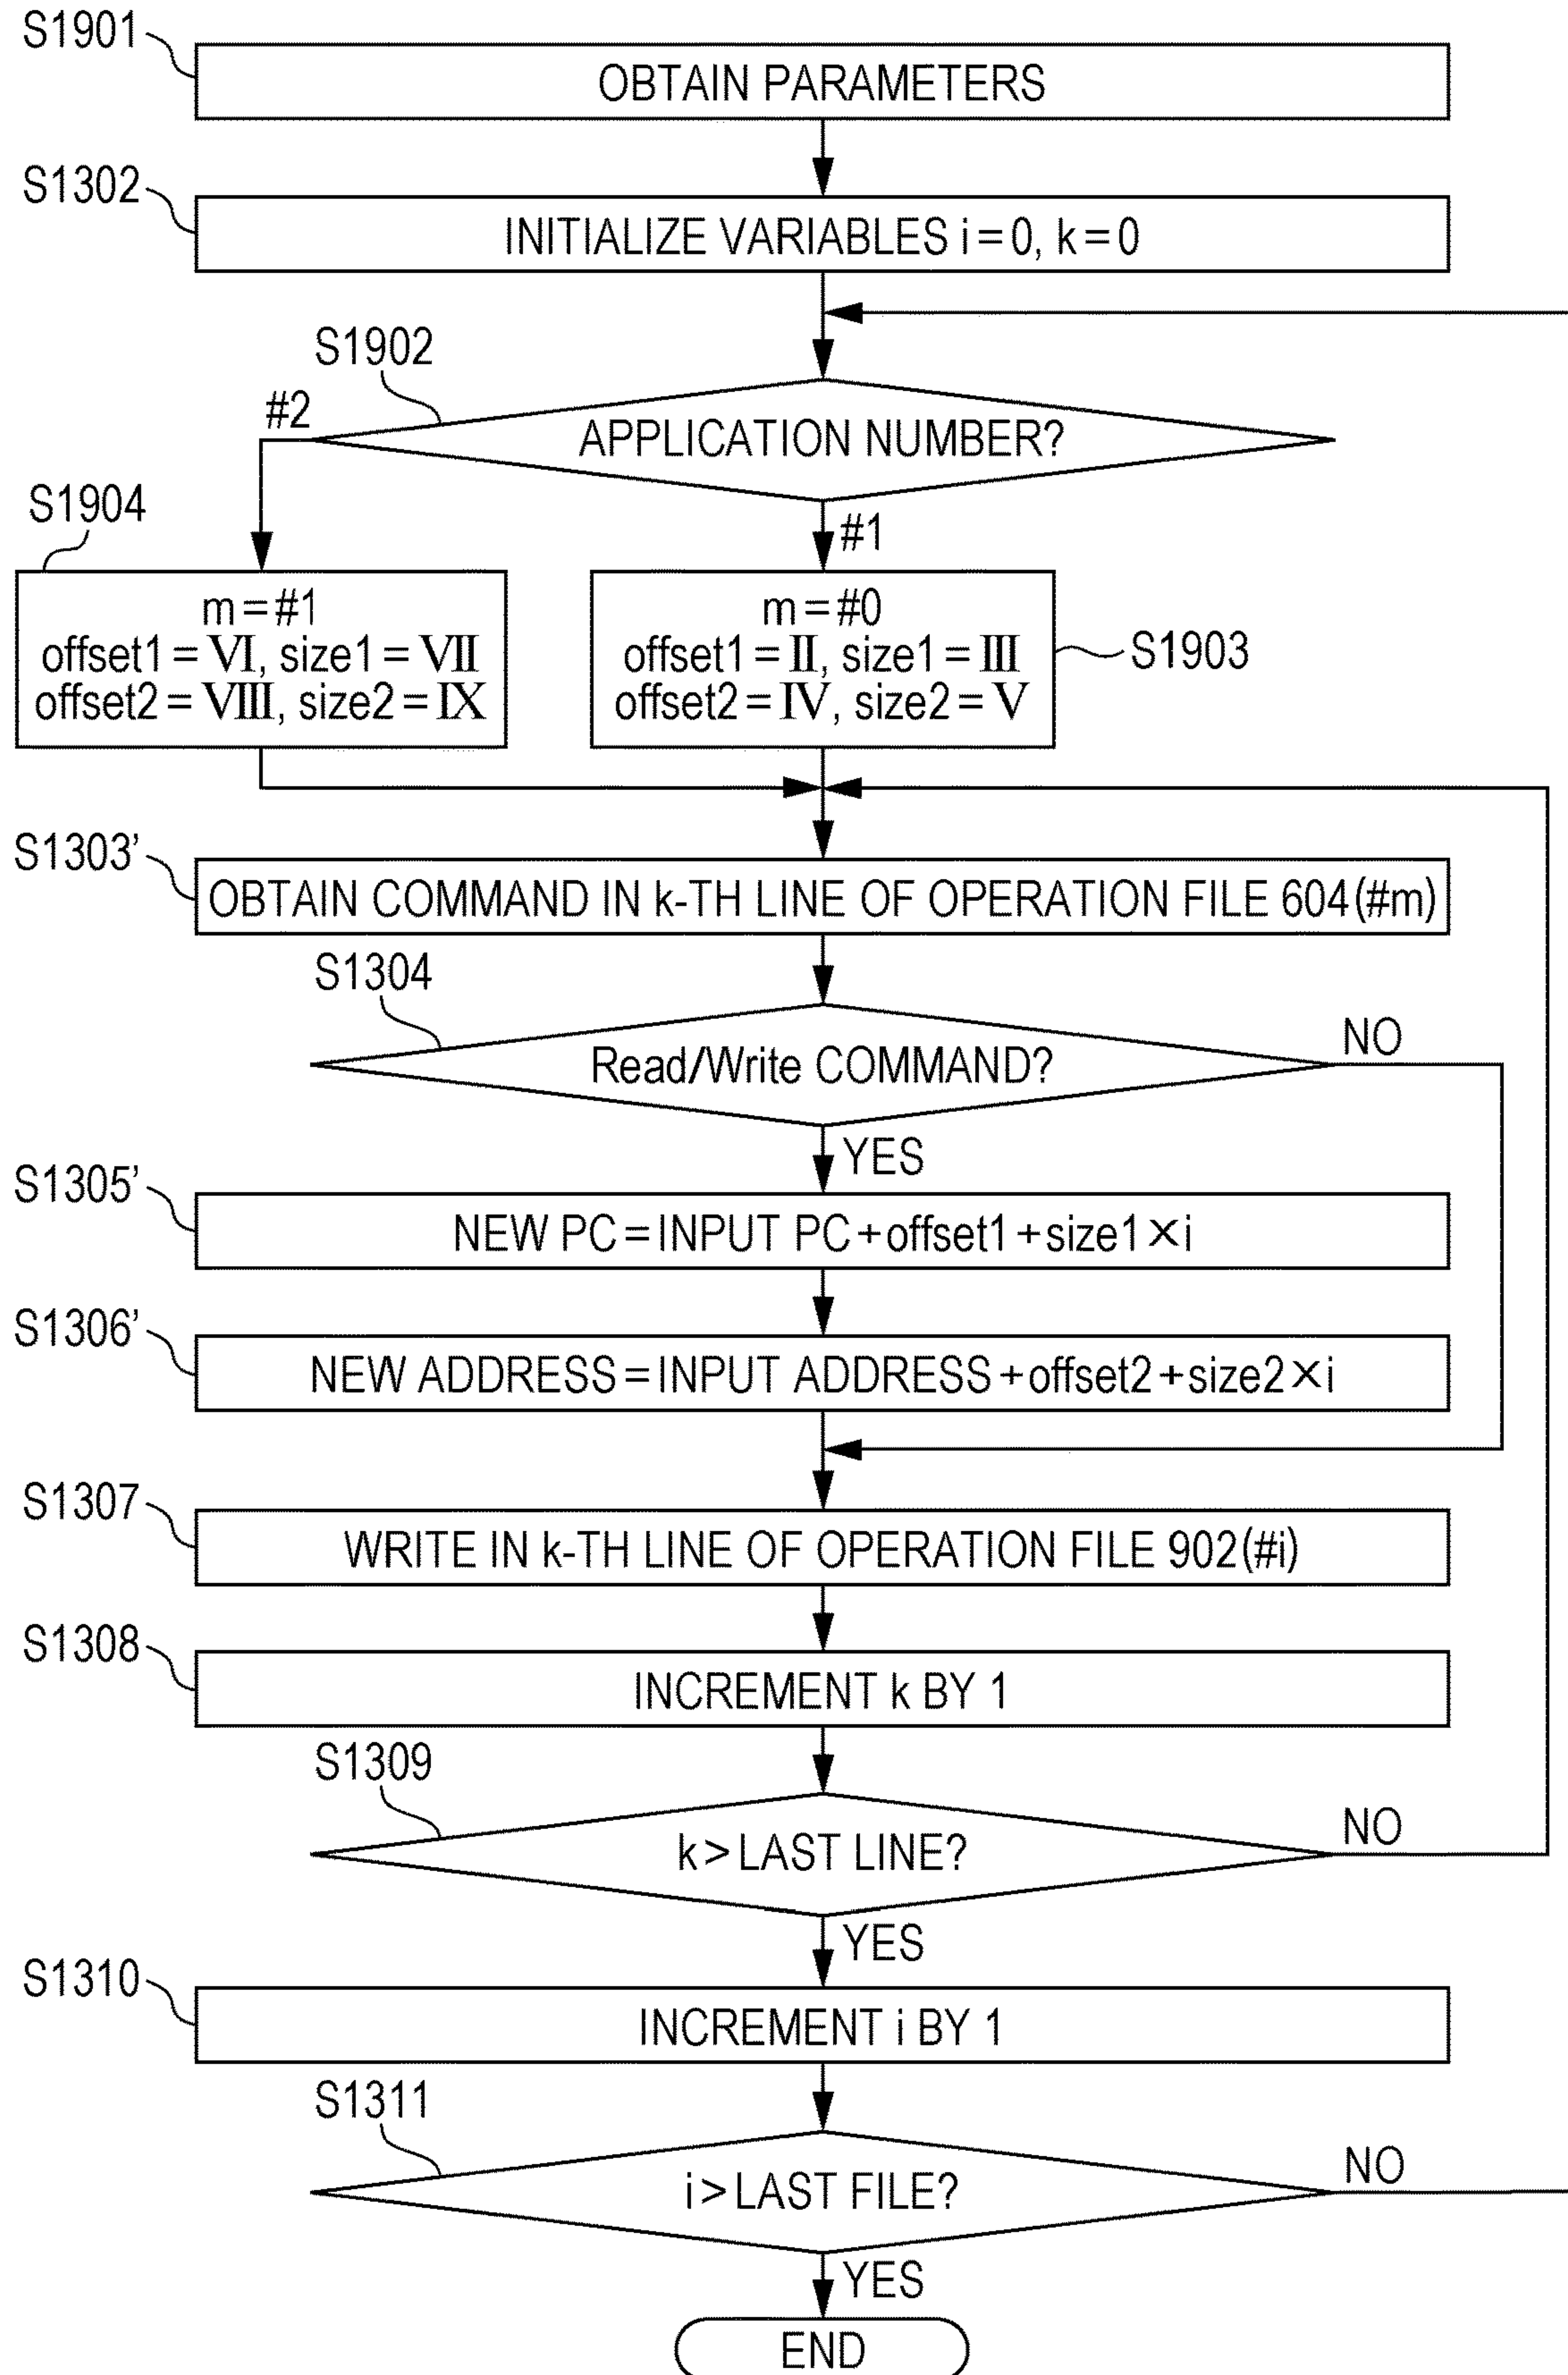 S1901
OBTAIN PARAMETERS
S1302
INITIALIZE VARIABLES i=0, k=0
S1902
APPLICATION NUMBER?
#2
#1
S1904
m=#1
offset1=VI, size1=VII
offset2=VIII, size2=IX
m=#0
offset1=II, size1=III
offset2=IV, size2=V
S1903
S1303'
OBTAIN COMMAND IN k-TH LINE OF OPERATION FILE 604(#m)
S1304
Read/Write COMMAND?
NO
YES
S1305'
NEW PC=INPUT PC+offset1+size1×i
S1306'
NEW ADDRESS=INPUT ADDRESS+offset2+size2×i
S1307
WRITE IN k-TH LINE OF OPERATION FILE 902(#i)
S1308
INCREMENT k BY 1
S1309
k>LAST LINE?
NO
YES
S1310
INCREMENT i BY 1
S1311
i>LAST FILE?
NO
YES
END